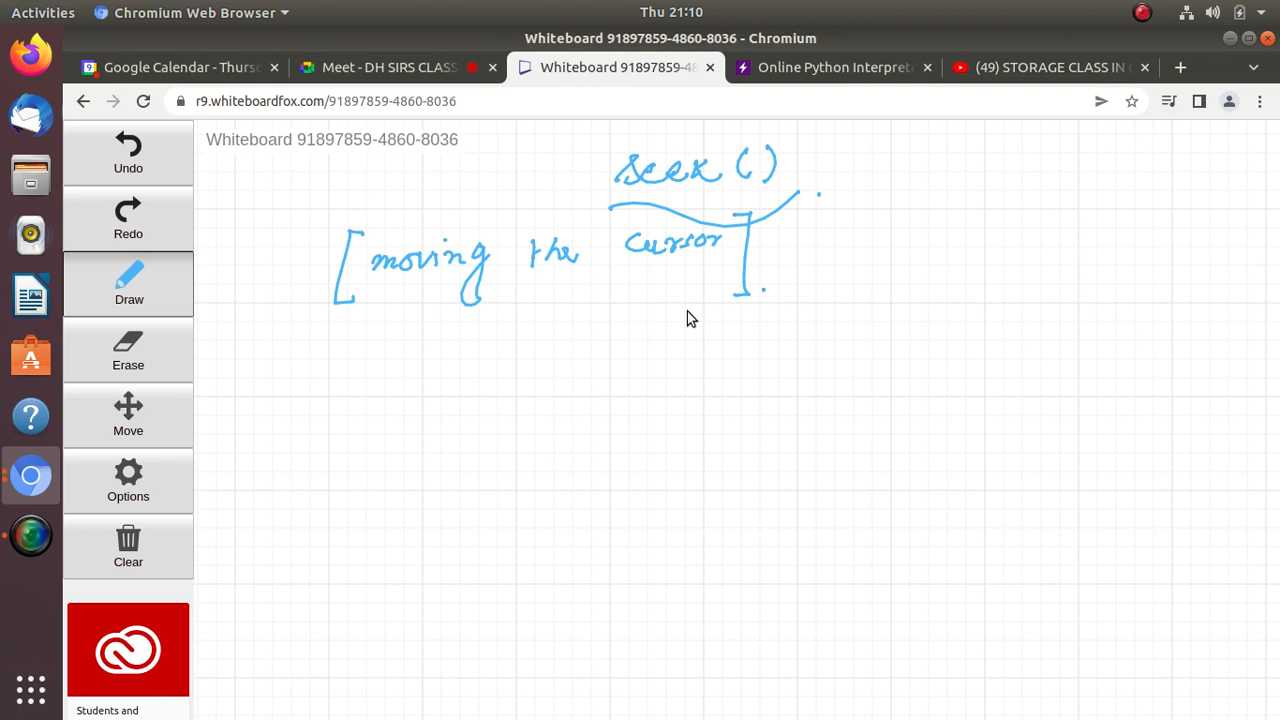 Activities Chromium Web Browser Thu 21:10
Whiteboard 91897859-4860-8036 - Chromium
Google Calendar - Thurs Meet - DH SIRS CLASS Whiteboard 91897859-48 Online Python Interprete (49) STORAGE CLASS IN
r9.whiteboardfox.com/91897859-4860-8036
Whiteboard 91897859-4860-8036
Undo
Redo
Draw
Erase
Move
Options
Clear
Students and
seek ()
[moving the cursor].